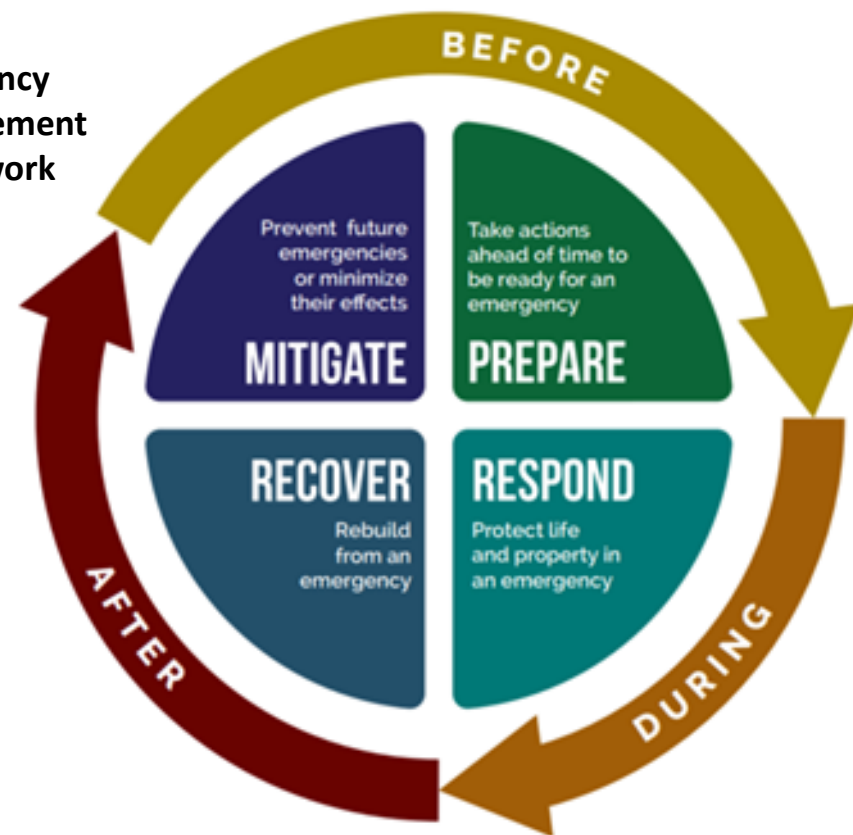 ncy
ement
work
BEFORE
Prevent future
emergencies
or minimize
their effects
MITIGATE
Take actions
ahead of time to
be ready for an
emergency
PREPARE
RECOVER
Rebuild
from an
emergency
RESPOND
Protect life
and property in
an emergency
AFTER
DURING